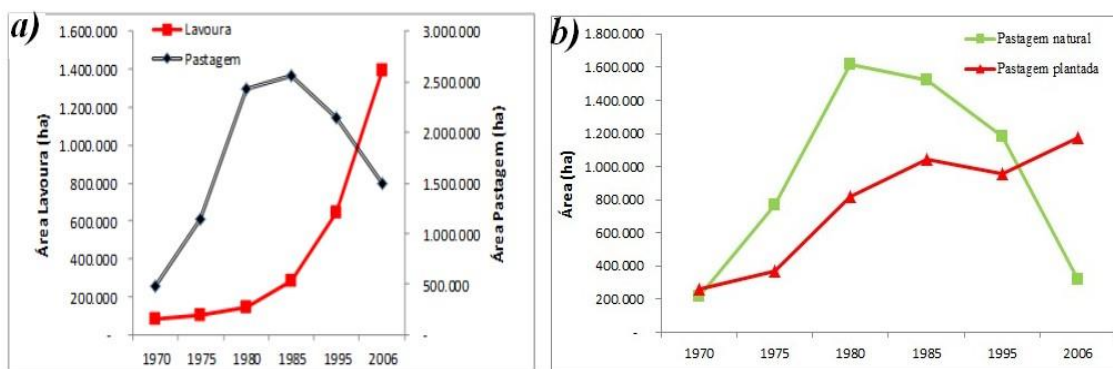 a)
Lavoura
Pastagem
Área Lavoura (ha)
1.600.000
1.400.000
1.200.000
1.000.000
800.000
600.000
400.000
200.000
-
3.000.000
2.500.000
2.000.000
1.500.000
1.000.000
500.000
-
Área Pastagem (ha)
1970 1975 1980 1985 1995 2006
b)
Pastagem natural
Pastagem plantada
Área (ha)
1.800.000
1.600.000
1.400.000
1.200.000
1.000.000
800.000
600.000
400.000
200.000
-
1970 1975 1980 1985 1995 2006